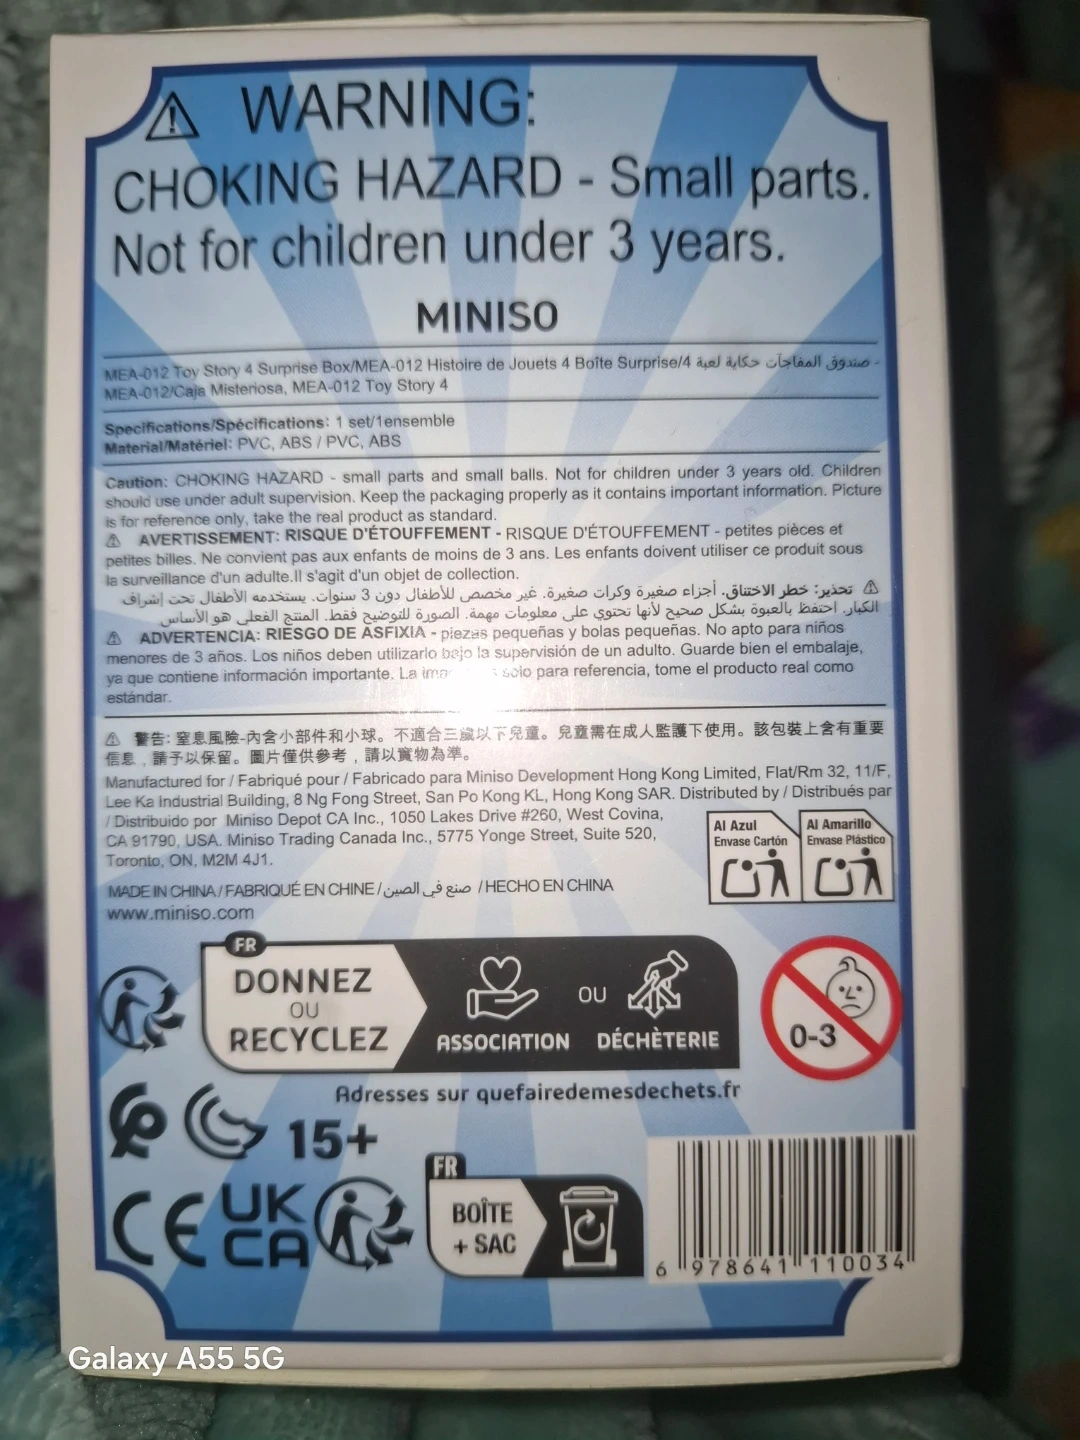 WARNING:
CHOKING HAZARD - Small parts.
Not for children under 3 years.
MINISO
MEA-012 Toy Story 4 Surprise Box/MEA-012 Histoire de Jouets 4 Boîte Surprise/صندوق المفاجآت حكاية لعبة 4 -
MEA-012/Caja Misteriosa, MEA-012 Toy Story 4
Specifications/Spécifications: 1 set/1ensemble
Material/Matériel: PVC, ABS / PVC, ABS
Caution: CHOKING HAZARD - small parts and small balls. Not for children under 3 years old. Children
should use under adult supervision. Keep the packaging properly as it contains important information. Picture
is for reference only, take the real product as standard.
AVERTISSEMENT: RISQUE D'ÉTOUFFEMENT - RISQUE D'ÉTOUFFEMENT - petites pièces et
petites billes. Ne convient pas aux enfants de moins de 3 ans. Les enfants doivent utiliser ce produit sous
la surveillance d'un adulte.Il s'agit d'un objet de collection.
تحذير: خطر الاختناق. أجزاء صغيرة وكرات صغيرة. غير مخصص للأطفال دون 3 سنوات. يستخدمه الأطفال تحت إشراف
الكبار. احتفظ بالعبوة بشكل صحيح لأنها تحتوي على معلومات مهمة. الصورة للتوضيح فقط. المنتج الفعلي هو الأساس
ADVERTENCIA: RIESGO DE ASFIXIA - piezas pequeñas y bolas pequeñas. No apto para niños
menores de 3 años. Los niños deben utilizarlo bajo la supervisión de un adulto. Guarde bien el embalaje,
ya que contiene información importante. La solo para referencia, tome el producto real como
estándar.
警告: 窒息風險-內含小部件和小球。不適合三歲以下兒童。兒童需在成人監護下使用。該包裝上含有重要
信息，請予以保留。圖片僅供參考，請以實物為準。
Manufactured for / Fabriqué pour / Fabricado para Miniso Development Hong Kong Limited, Flat/Rm 32, 11/F,
Lee Ka Industrial Building, 8 Ng Fong Street, San Po Kong KL, Hong Kong SAR. Distributed by / Distribués par
/ Distribuido por Miniso Depot CA Inc., 1050 Lakes Drive #260, West Covina,
CA 91790, USA. Miniso Trading Canada Inc., 5775 Yonge Street, Suite 520,
Toronto, ON, M2M 4J1.
Al Azul
Envase Cartón
Al Amarillo
Envase Plástico
MADE IN CHINA / FABRIQUÉ EN CHINE / صنع في الصين / HECHO EN CHINA
www.miniso.com
FR
DONNEZ
OU
RECYCLEZ
ASSOCIATION
OU
DÉCHÈTERIE
0-3
Adresses sur quefairedemesdechets.fr
15+
CE
UK
CA
FR
BOÎTE
+ SAC
6 978641 110034
Galaxy A55 5G